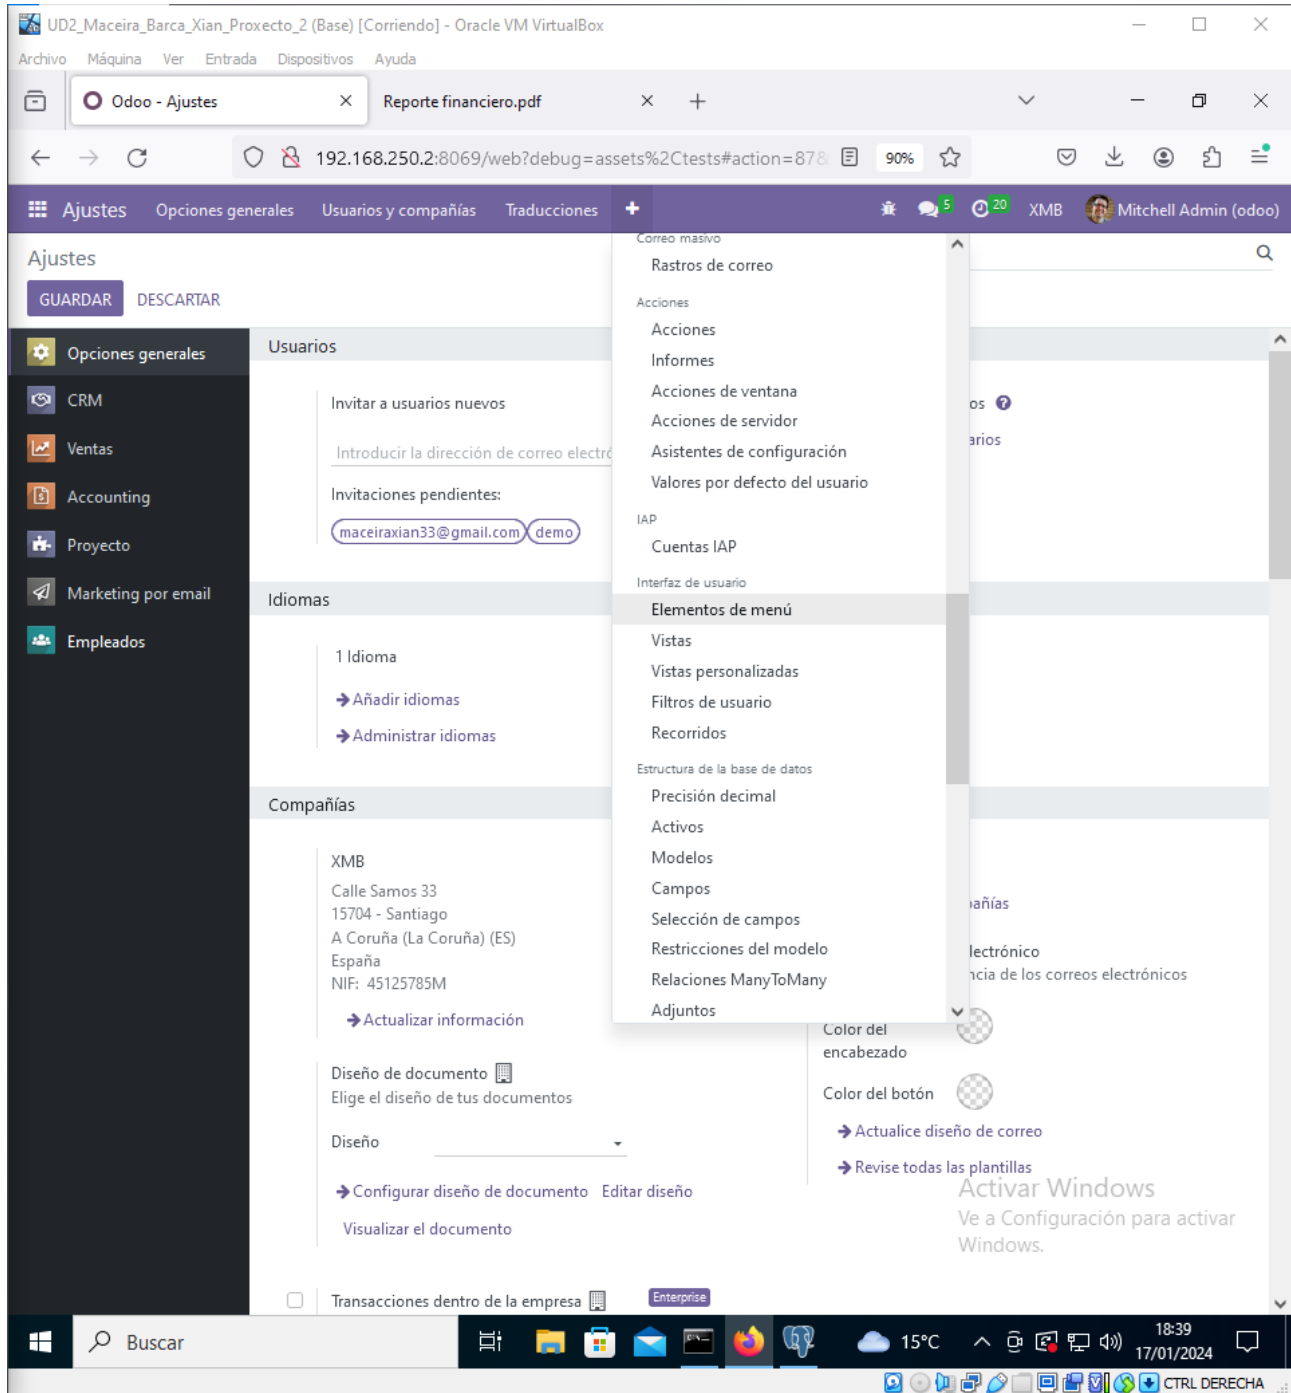 UD2_Maceira_Barca_Xian_Proxecto_2 (Base) [Corriendo] - Oracle VM VirtualBox
Archivo Máquina Ver Entrada Dispositivos Ayuda
Odoo - Ajustes
Reporte financiero.pdf
192.168.250.2:8069/web?debug=assets%2Ctests#action=87& 90%
Ajustes Opciones generales Usuarios y compañías Traducciones + 5 20 XMB Mitchell Admin (odoo)
Ajustes
GUARDAR DESCARTAR
Correo masivo
Rastros de correo
Acciones
Acciones
Informes
Acciones de ventana
Acciones de servidor
Asistentes de configuración
Valores por defecto del usuario
IAP
Cuentas IAP
Interfaz de usuario
Elementos de menú
Vistas
Vistas personalizadas
Filtros de usuario
Recorridos
Estructura de la base de datos
Precisión decimal
Activos
Modelos
Campos
Selección de campos
Restricciones del modelo
Relaciones ManyToMany
Adjuntos
Opciones generales
CRM
Ventas
Accounting
Proyecto
Marketing por email
Empleados
Usuarios
Invitar a usuarios nuevos
Introducir la dirección de correo electró
Invitaciones pendientes:
maceiraxian33@gmail.com demo
os
arios
Idiomas
1 Idioma
Añadir idiomas
Administrar idiomas
Compañías
XMB
Calle Samos 33
15704 - Santiago
A Coruña (La Coruña) (ES)
España
NIF: 45125785M
Actualizar información
añías
lectrónico
ncia de los correos electrónicos
Color del
encabezado
Color del botón
Actualice diseño de correo
Revise todas las plantillas
Diseño de documento
Elige el diseño de tus documentos
Diseño
Configurar diseño de documento Editar diseño
Visualizar el documento
Transacciones dentro de la empresa Enterprise
Activar Windows
Ve a Configuración para activar
Windows.
Buscar
15°C
18:39
17/01/2024
CTRL DERECHA